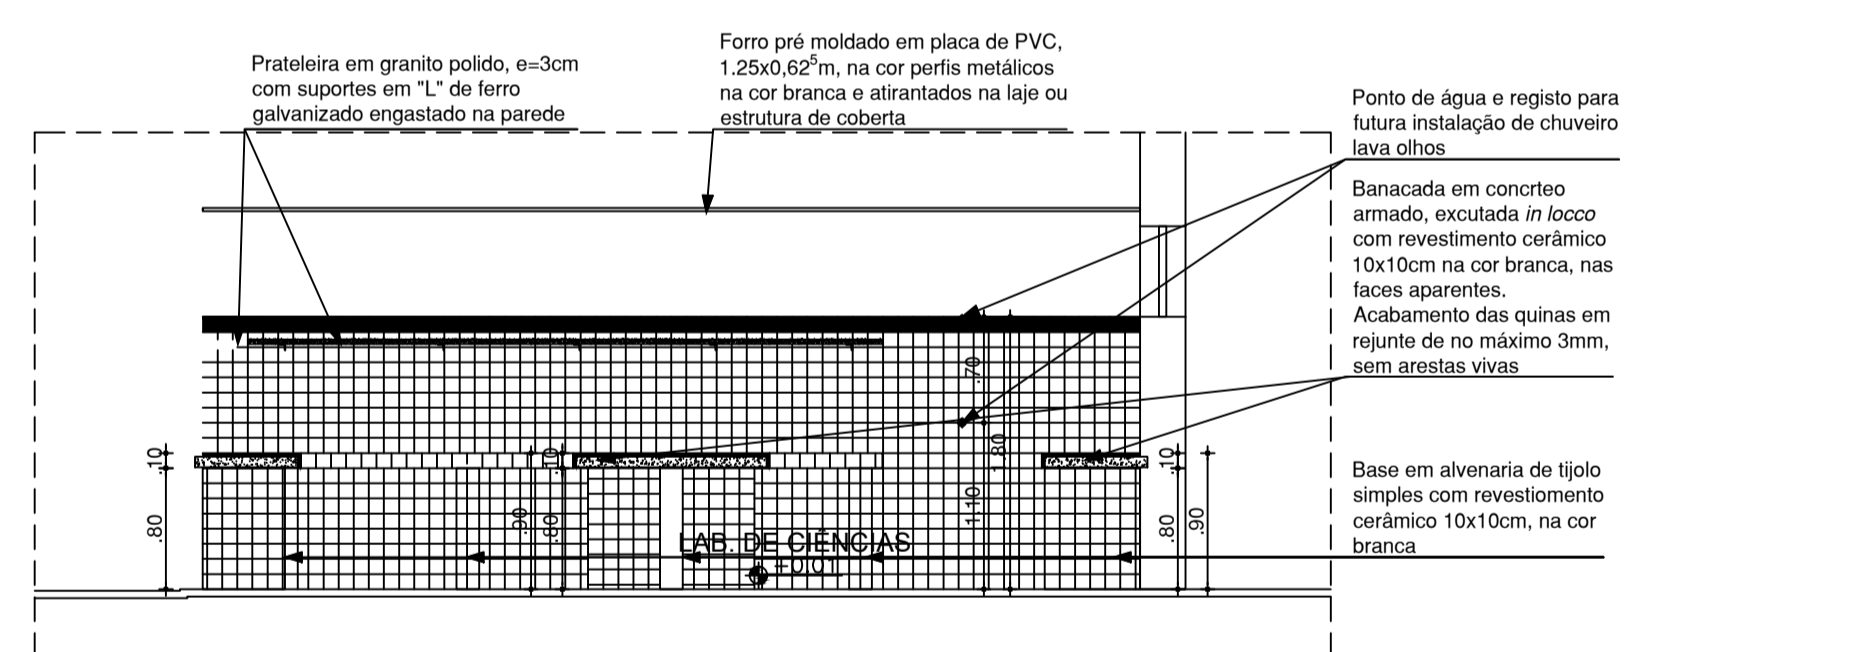 Prateleira em granito polido, e=3cm
com suportes em "L" de ferro
galvanizado engastado na parede
Forro pré moldado em placa de PVC,
1.25x0,62⁵m, na cor perfis metálicos
na cor branca e atirantados na laje ou
estrutura de coberta
Ponto de água e registo para
futura instalação de chuveiro
lava olhos
Banacada em concrteo
armado, excutada in locco
com revestimento cerâmico
10x10cm na cor branca, nas
faces aparentes.
Acabamento das quinas em
rejunte de no máximo 3mm,
sem arestas vivas
Base em alvenaria de tijolo
simples com revestiomento
cerâmico 10x10cm, na cor
branca
.10
.80
.90
.10
.80
.70
1.80
1.10
.10
.80
.90
LAB. DE CIÊNCIAS
+0.01